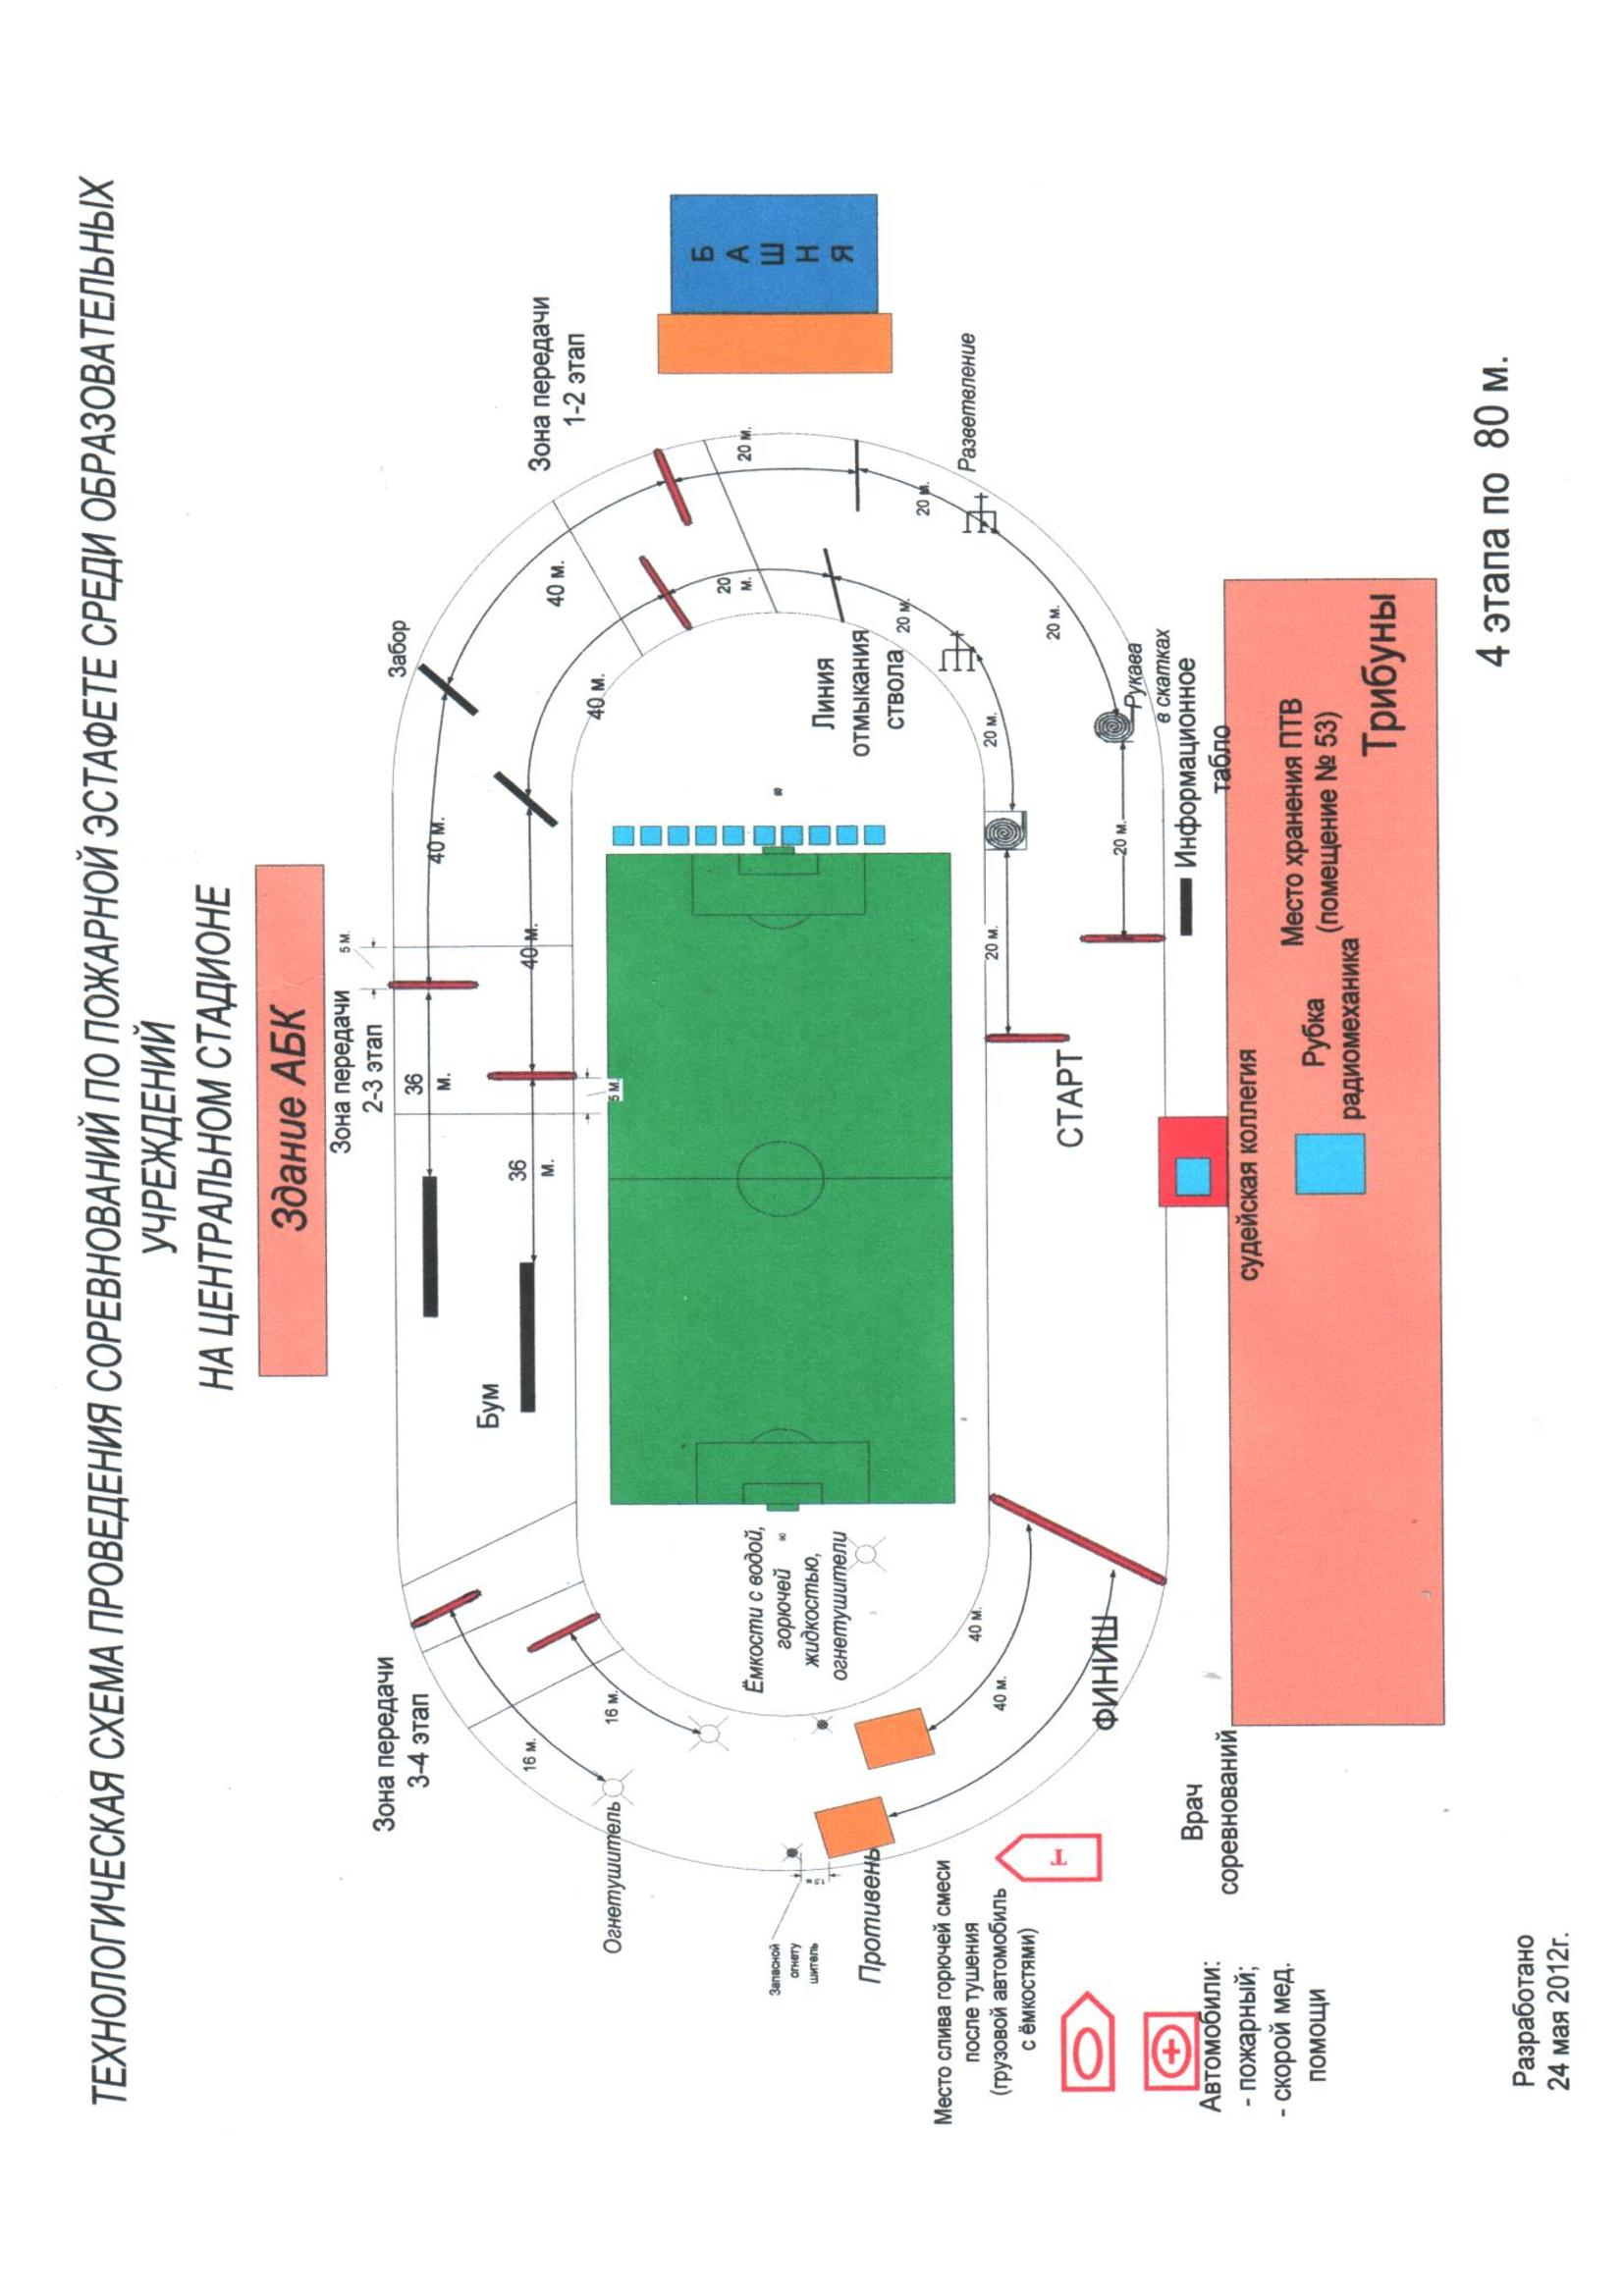 ТЕХНОЛОГИЧЕСКАЯ СХЕМА ПРОВЕДЕНИЯ СОРЕВНОВАНИЙ ПО ПОЖАРНОЙ ЭСТАФЕТЕ СРЕДИ ОБРАЗОВАТЕЛЬНЫХ
УЧРЕЖДЕНИЙ
НА ЦЕНТРАЛЬНОМ СТАДИОНЕ
Здание АБК
Зона передачи
3-4 этап
Зона передачи
2-3 этап
5 м.
Забор
Зона передачи
1-2 этап
36
м.
40 м.
40 м.
Бум
36
м.
40 м.
40 м.
5 м.
16 м.
16 м.
Огнетушитель
20 м.
20
м.
Б
А
Ш
Н
Я
Ёмкости с водой,
горючей
жидкостью,
огнетушители
Запасной
огнету
шитель
Противень
Линия
отмыкания
ствола
20 м.
20 м.
Разветвление
Место слива горючей смеси
после тушения
(грузовой автомобиль
с ёмкостями)
Т
40 м.
40 м.
20 м.
20 м.
20 м.
20 м.
СТАРТ
ФИНИШ
Рукава
в скатках
Информационное
табло
Врач
соревнований
Автомобили:
- пожарный;
- скорой мед.
помощи
судейская коллегия
Рубка
радиомеханика
Место хранения ПТВ
(помещение № 53)
Трибуны
4 этапа по 80 м.
Разработано
24 мая 2012г.